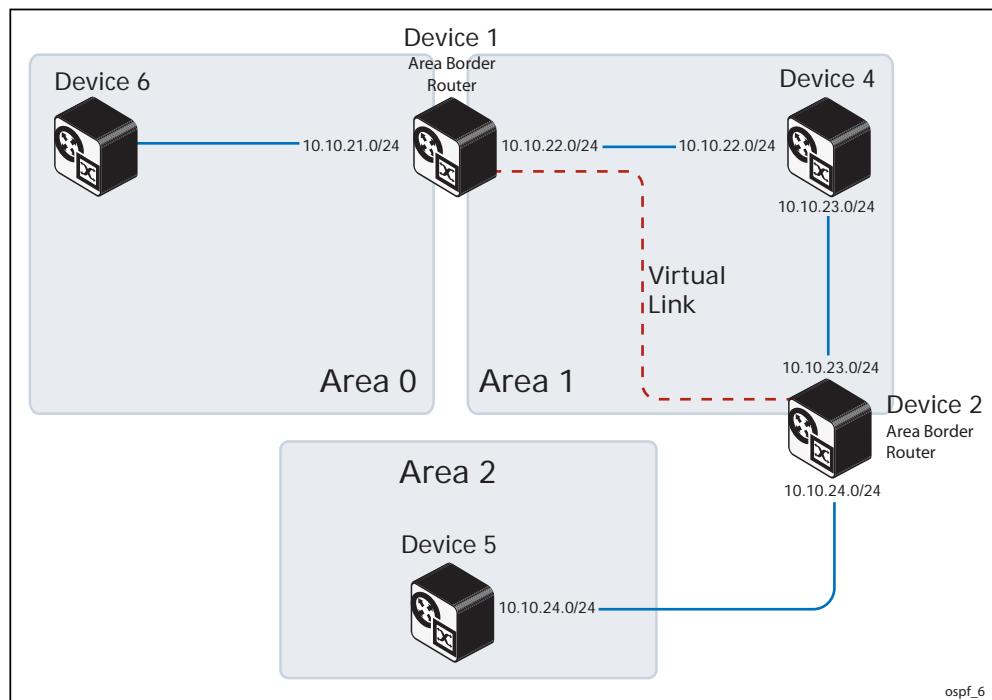 Device 1
Area Border
Router
Device 6
Device 4
10.10.21.0/24
10.10.22.0/24
10.10.22.0/24
10.10.23.0/24
Virtual
Link
10.10.23.0/24
Area 0
Area 1
Device 2
Area Border
Router
Area 2
10.10.24.0/24
Device 5
10.10.24.0/24
ospf_6